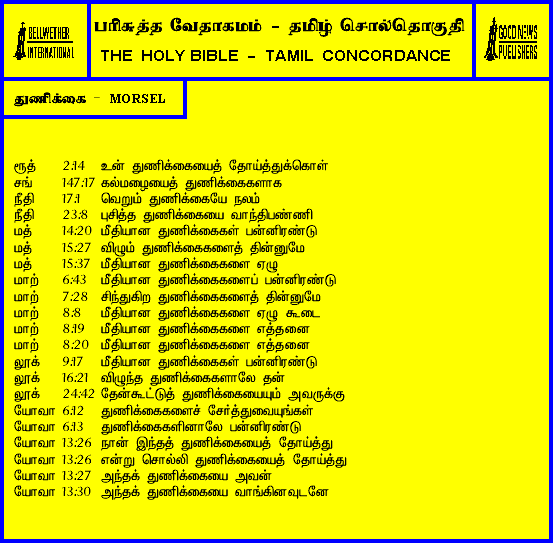 BELLWETHER INTERNATIONAL
பரிசுத்த வேதாகமம் - தமிழ் சொல்தொகுதி
THE HOLY BIBLE - TAMIL CONCORDANCE
GOOD NEWS PUBLISHERS
துணிக்கை - MORSEL
ரூத் 2:14 உன் துணிக்கையைத் தோய்த்துக்கொள்
சங் 147:17 கல்மழையைத் துணிக்கைகளாக
நீதி 17:1 வெறும் துணிக்கையே நலம்
நீதி 23:8 புசித்த துணிக்கையை வாந்திபண்ணி
மத் 14:20 மீதியான துணிக்கைகள் பன்னிரண்டு
மத் 15:27 விழும் துணிக்கைகளைத் தின்னுமே
மத் 15:37 மீதியான துணிக்கைகளை ஏழு
மாற் 6:43 மீதியான துணிக்கைகளைப் பன்னிரண்டு
மாற் 7:28 சிந்துகிற துணிக்கைகளைத் தின்னுமே
மாற் 8:8 மீதியான துணிக்கைகளை ஏழு கூடை
மாற் 8:19 மீதியான துணிக்கைகளை எத்தனை
மாற் 8:20 மீதியான துணிக்கைகளை எத்தனை
லூக் 9:17 மீதியான துணிக்கைகள் பன்னிரண்டு
லூக் 16:21 விழுந்த துணிக்கைகளாலே தன்
லூக் 24:42 தேன்கூட்டுத் துணிக்கையையும் அவருக்கு
யோவா 6:12 துணிக்கைகளைச் சேர்த்துவையுங்கள்
யோவா 6:13 துணிக்கைகளினாலே பன்னிரண்டு
யோவா 13:26 நான் இந்தத் துணிக்கையைத் தோய்த்து
யோவா 13:26 என்று சொல்லி துணிக்கையைத் தோய்த்து
யோவா 13:27 அந்தக் துணிக்கையை அவன்
யோவா 13:30 அந்தக் துணிக்கையை வாங்கினவுடனே